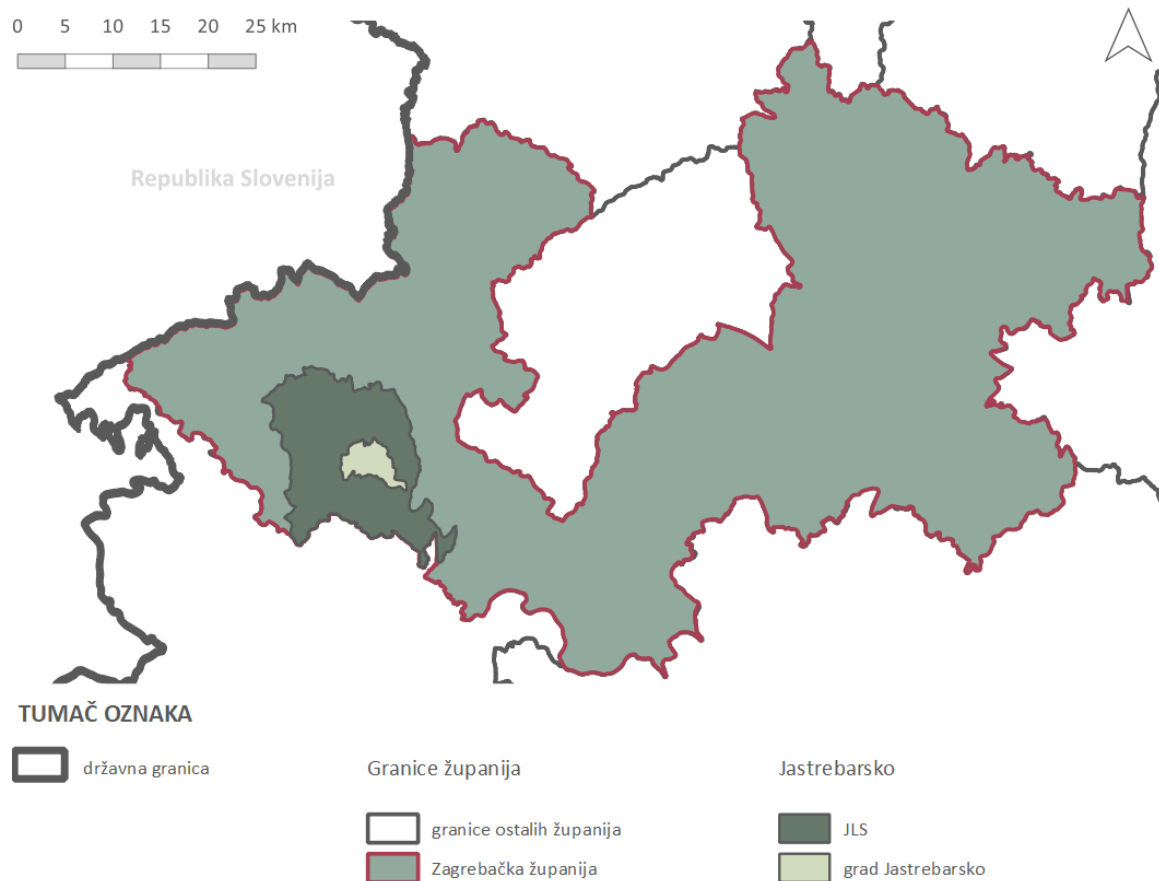 0 5 10 15 20 25 km
Republika Slovenija
TUMAČ OZNAKA
državna granica
Granice županija
granice ostalih županija
Zagrebačka županija
Jastrebarsko
JLS
grad Jastrebarsko